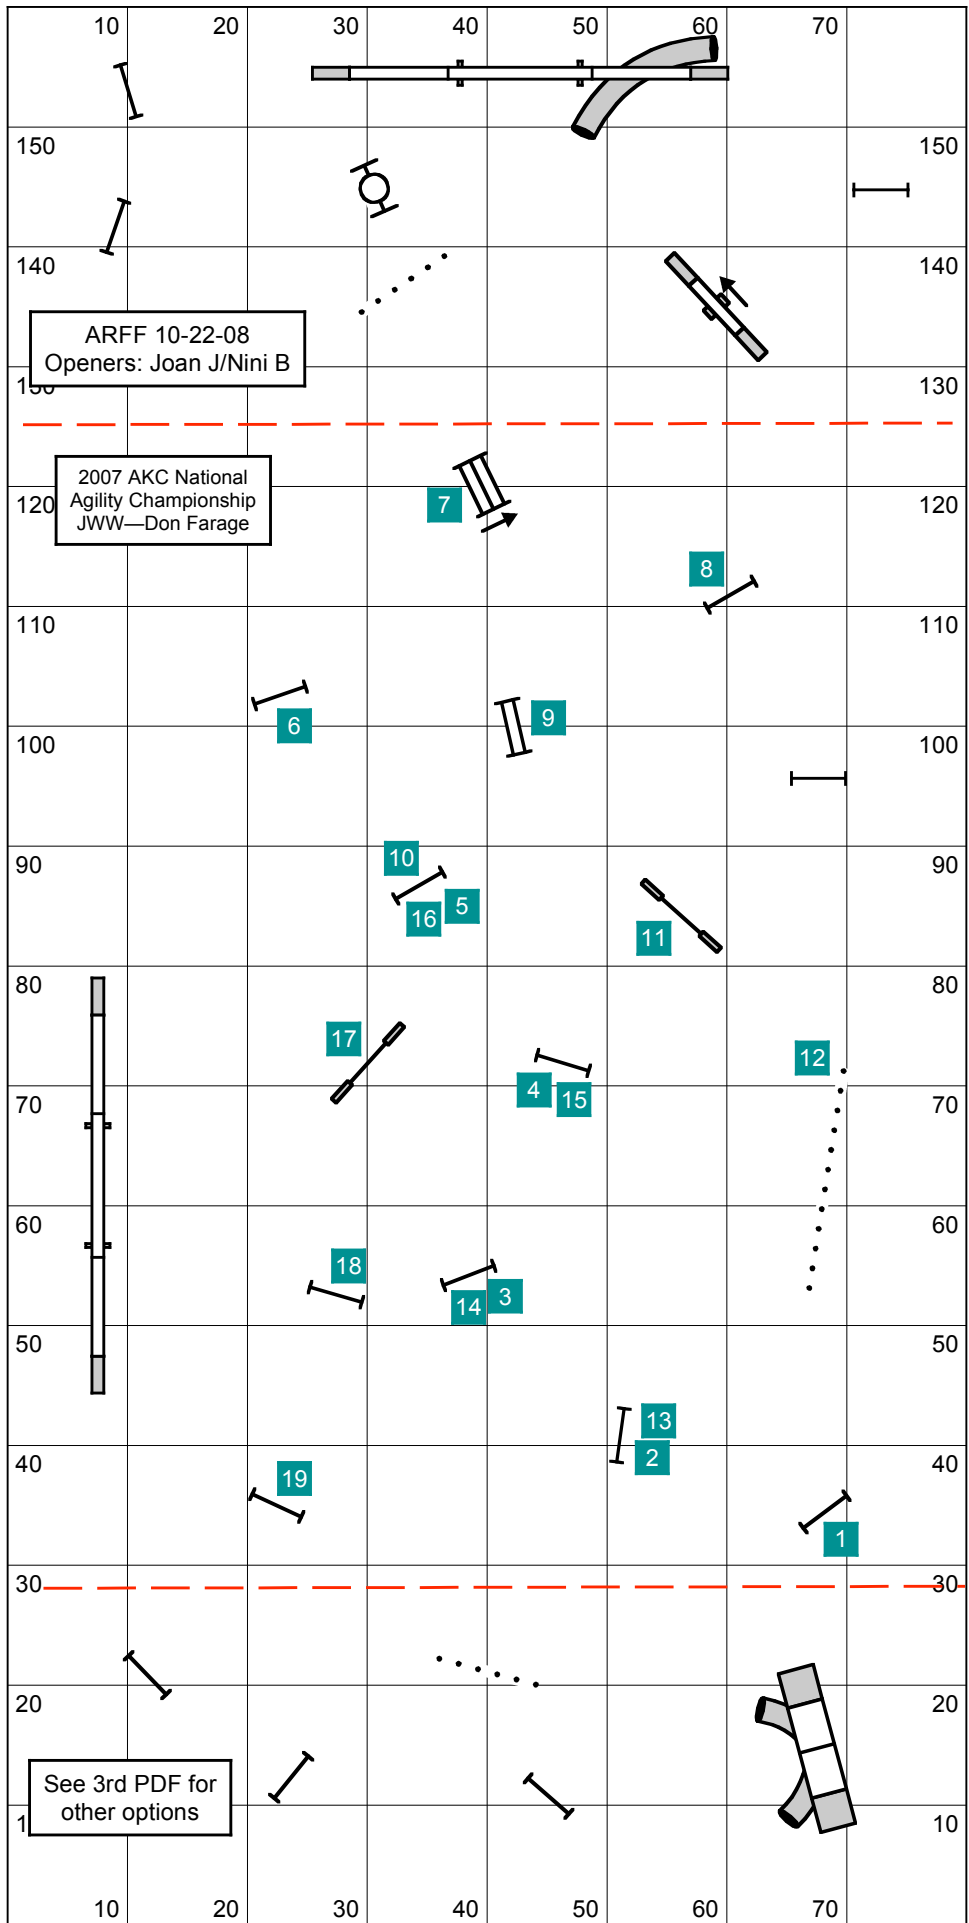 10 20 30 40 50 60 70
150 150
140 140
ARFF 10-22-08
Openers: Joan J/Nini B
130 130
2007 AKC National
Agility Championship
JWW—Don Farage
120 7 120
8
110 110
6 9
100 100
90 10 90
16 5 11
80 80
17 12
70 4 15 70
60 60
18 14 3
50 50
13
40 2 40
19 1
30 30
20 20
See 3rd PDF for
other options
10
10 20 30 40 50 60 70